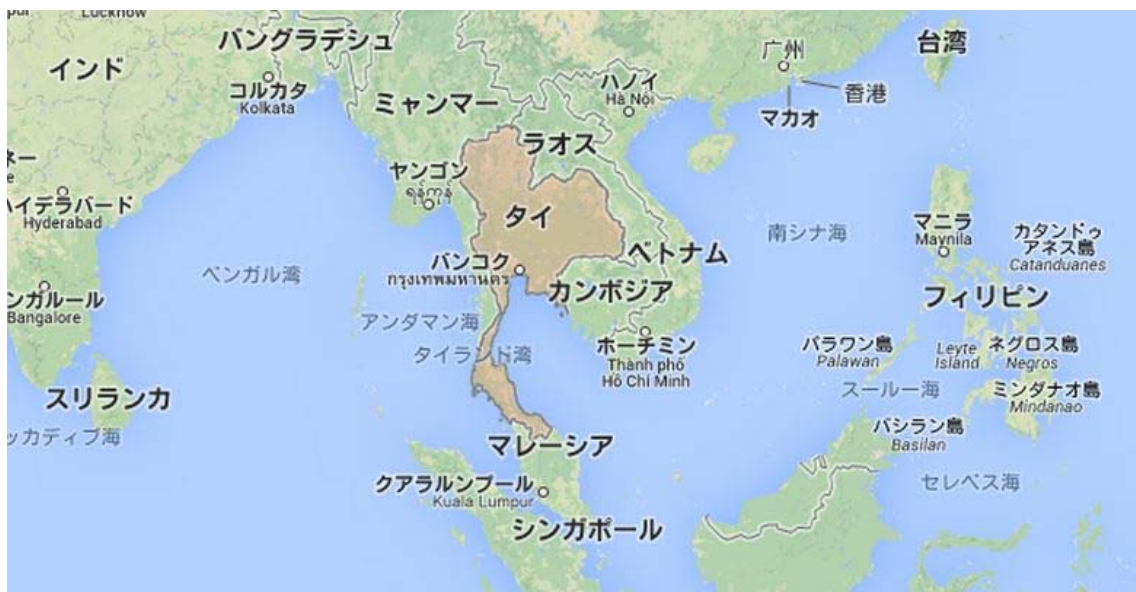 Lucknow
バングラデシュ
インド
コルカタ
Kolkata
ミャンマー
ハノイ
Hà Nội
广州
台湾
香港
マカオ
ラオス
ヤンゴン
ရန်ကုန်
ハイデラバード
Hyderabad
タイ
ベトナム
南シナ海
マニラ
Maynila
カタンドゥ
アネス島
Catanduanes
ベンガル湾
バンコク
กรุงเทพมหานคร
カンボジア
フィリピン
ンガルール
Bangalore
アンダマン海
タイランド湾
ホーチミン
Thành phố
Hồ Chí Minh
パラワン島
Palawan
Leyte
Island
ネグロス島
Negros
スリランカ
スールー海
ミンダナオ島
Mindanao
ッカディブ海
バシラン島
Basilan
マレーシア
クアラルンプール
Kuala Lumpur
セレベス海
シンガポール